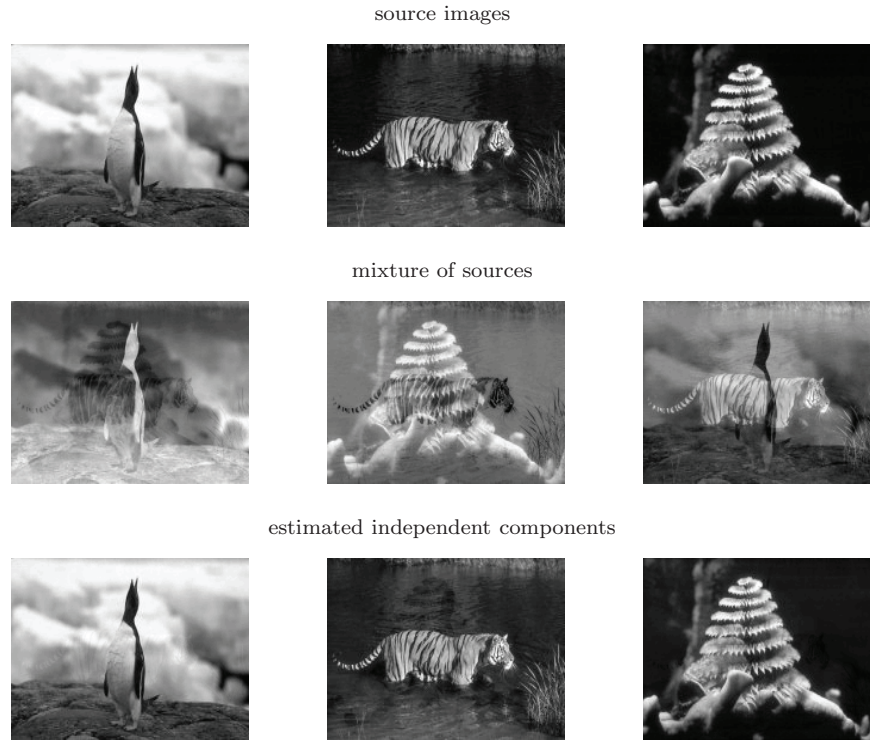 source images
mixture of sources
estimated independent components